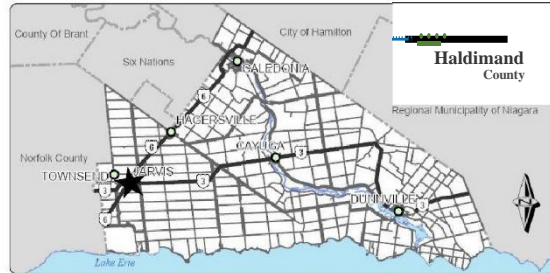 County Of Brant
City of Hamilton
Haldimand
County
Six Nations
CALEDONIA
6
Regional Municipality of Niagara
HAGERSVILLE
6
CAYUGA
3
Norfolk County
TOWNSEND
JARVIS
3
3
DUNNVILLE
3
6
Lake Erie